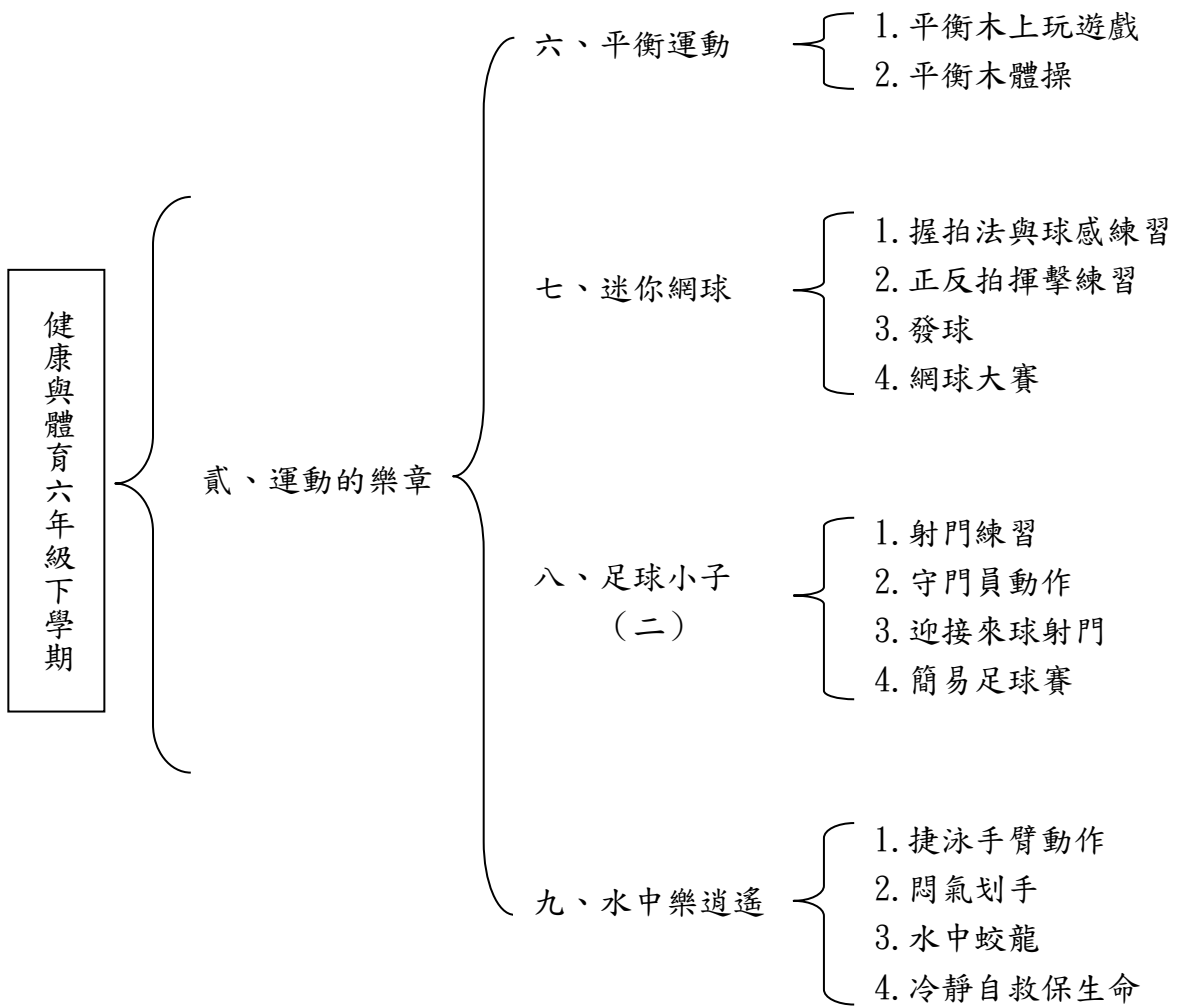 健康與體育六年級下學期
貳、運動的樂章
六、平衡運動
1.平衡木上玩遊戲
2.平衡木體操
七、迷你網球
1.握拍法與球感練習
2.正反拍揮擊練習
3.發球
4.網球大賽
八、足球小子
（二）
1.射門練習
2.守門員動作
3.迎接來球射門
4.簡易足球賽
九、水中樂逍遙
1.捷泳手臂動作
2.悶氣划手
3.水中蛟龍
4.冷靜自救保生命